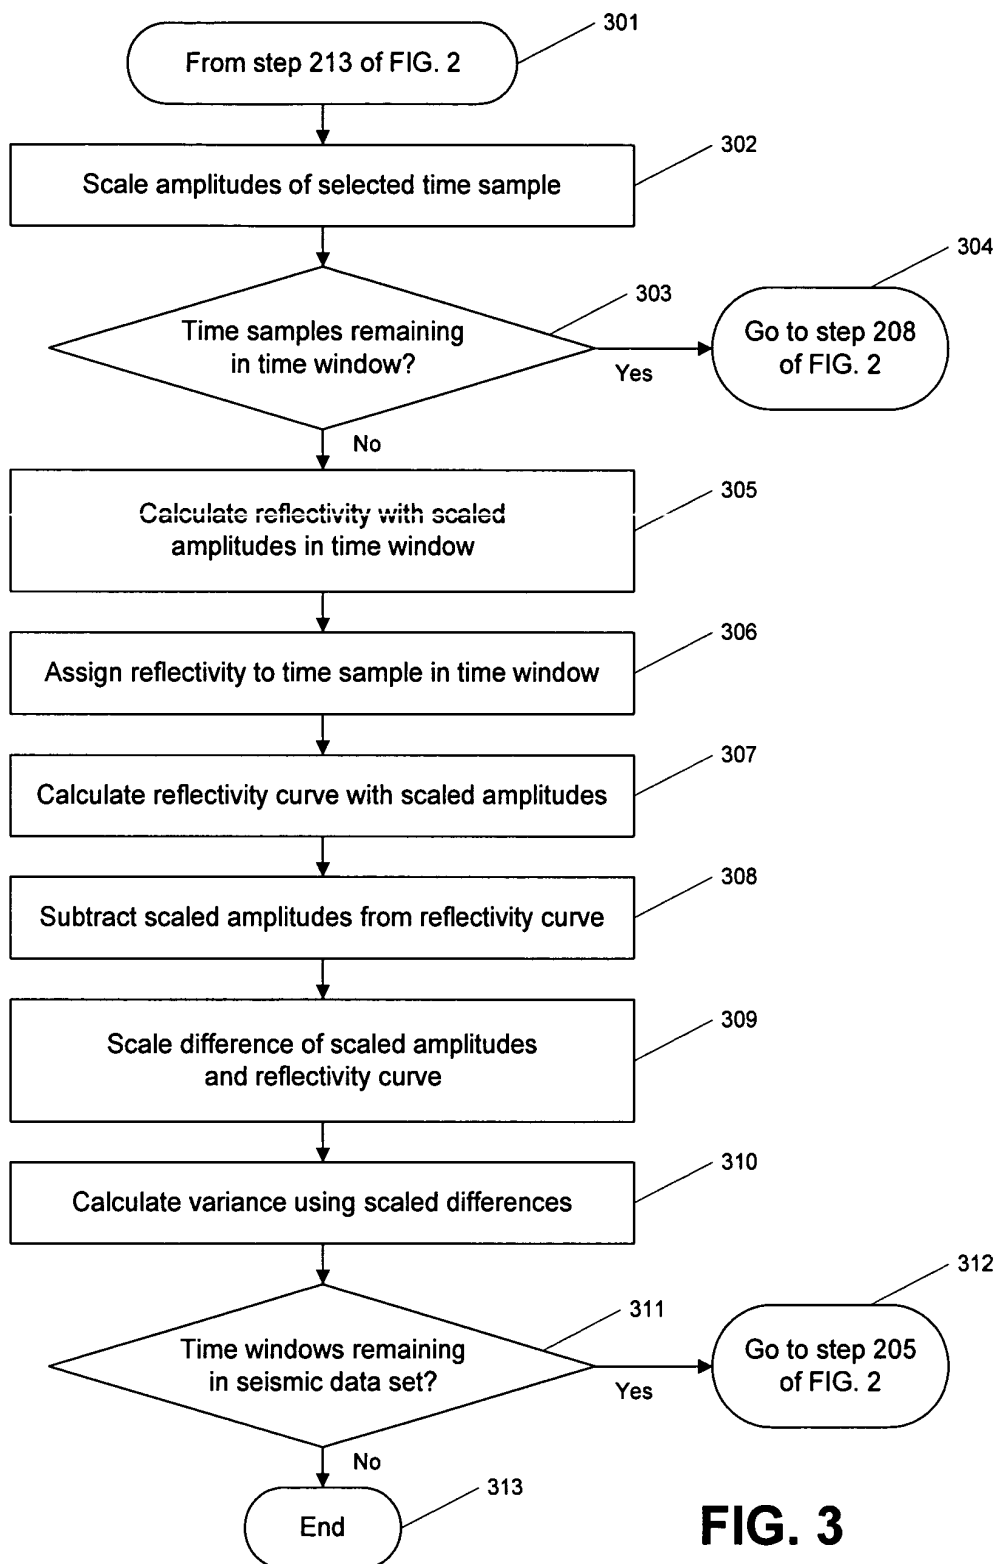 301
From step 213 of FIG. 2
302
Scale amplitudes of selected time sample
303
304
Time samples remaining
in time window?
Go to step 208
of FIG. 2
Yes
No
305
Calculate reflectivity with scaled
amplitudes in time window
306
Assign reflectivity to time sample in time window
307
Calculate reflectivity curve with scaled amplitudes
308
Subtract scaled amplitudes from reflectivity curve
309
Scale difference of scaled amplitudes
and reflectivity curve
310
Calculate variance using scaled differences
311
312
Time windows remaining
in seismic data set?
Go to step 205
of FIG. 2
Yes
No
313
End
FIG. 3